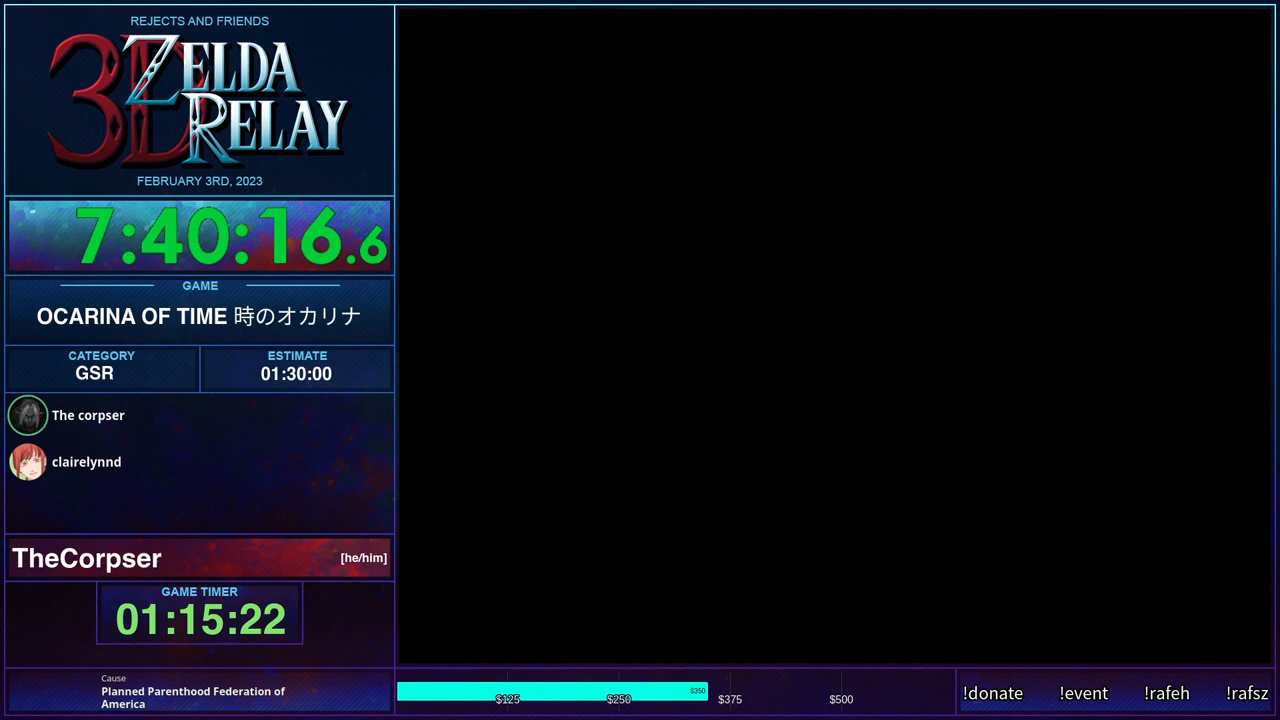 REJECTS AND FRIENDS
3D ZELDA
RELAY
FEBRUARY 3RD, 2023
7:40:16.6
GAME
OCARINA OF TIME 時のオカリナ
CATEGORY
GSR
ESTIMATE
01:30:00
The corpser
clairelynnd
TheCorpser
[he/him]
GAME TIMER
01:15:22
Cause
Planned Parenthood Federation of
America
$350
$125 $250 $375 $500
!donate !event !rafeh !rafsz